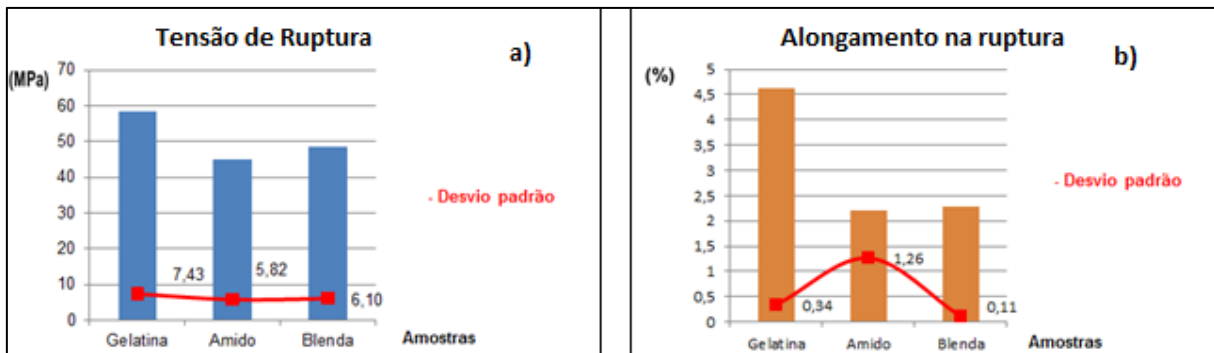 Tensão de Ruptura
a)
(MPa)
70
60
50
40
30
20
10
0
7,43
5,82
6,10
- Desvio padrão
Gelatina
Amido
Blenda
Amostras
Alongamento na ruptura
b)
(%)
5
4,5
4
3,5
3
2,5
2
1,5
1
0,5
0
0,34
1,26
0,11
- Desvio padrão
Gelatina
Amido
Blenda
Amostras